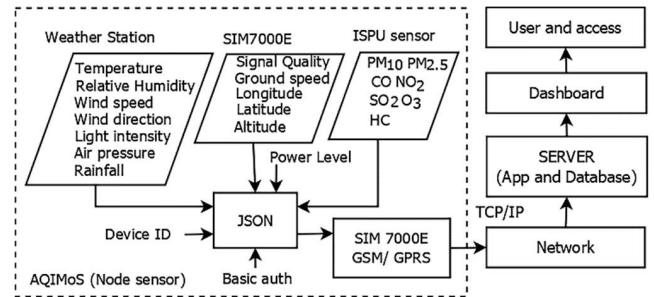 Weather Station
Temperature
Relative Humidity
Wind speed
Wind direction
Light intensity
Air pressure
Rainfall
SIM7000E
Signal Quality
Ground speed
Longitude
Latitude
Altitude
ISPU sensor
PM10 PM2.5
CO NO2
SO2 O3
HC
Power Level
JSON
Device ID
Basic auth
AQIMoS (Node sensor)
SIM 7000E
GSM/ GPRS
User and access
Dashboard
SERVER
(App and Database)
TCP/IP
Network